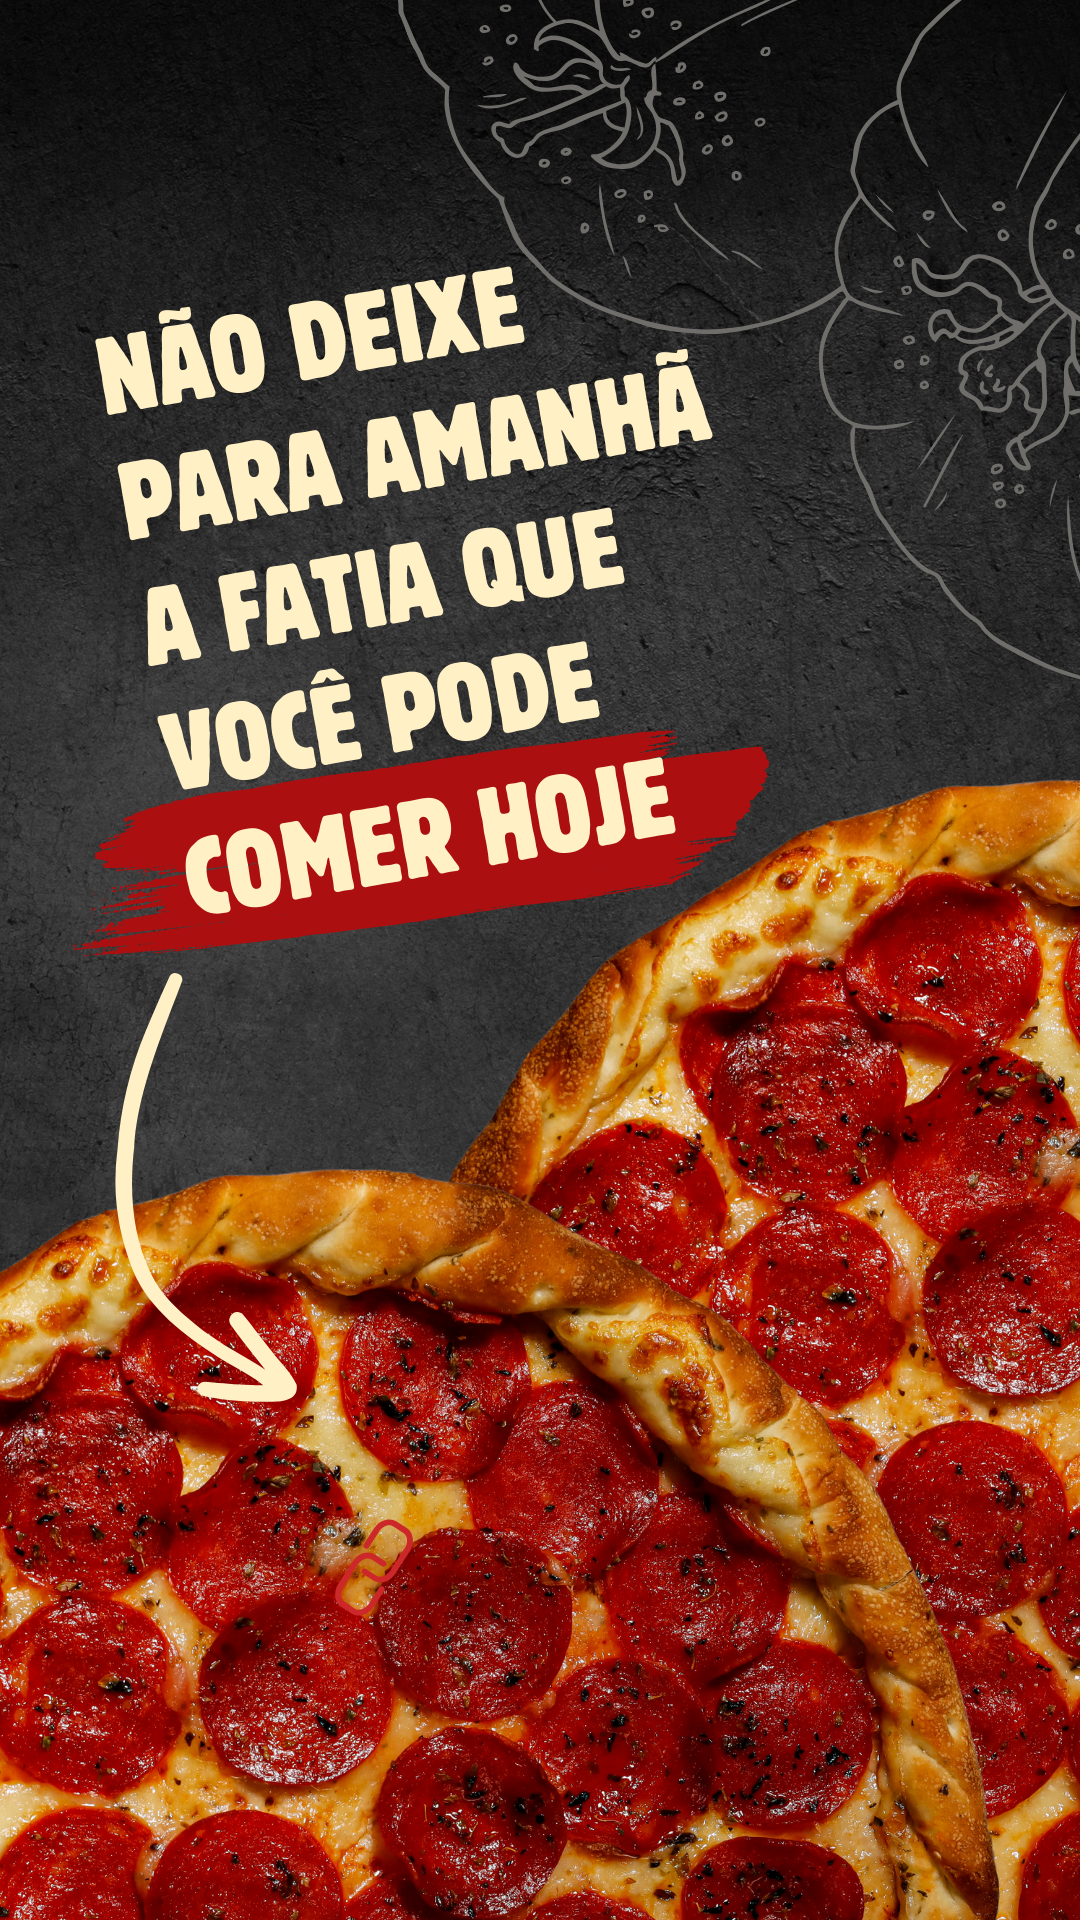 NÃO DEIXE
PARA AMANHÃ
A FATIA QUE
VOCÊ PODE
COMER HOJE